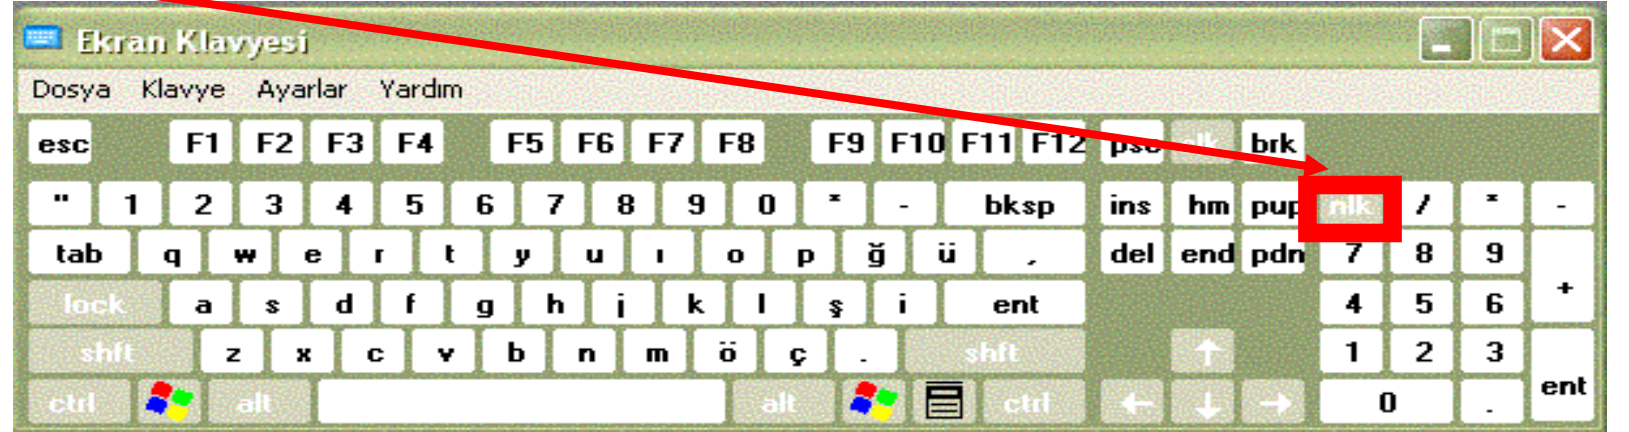 Ekran Klavyesi
Dosya Klavye Ayarlar Yardım
esc F1 F2 F3 F4 F5 F6 F7 F8 F9 F10 F11 F12 psc slk brk
" 1 2 3 4 5 6 7 8 9 0 * - bksp ins hm pup nlk / * -
tab q w e r t y u ı o p ğ ü , del end pdn 7 8 9 +
lock a s d f g h j k l ş i ent 4 5 6
shft z x c v b n m ö ç . shft ↑ 1 2 3 ent
ctrl alt alt ctrl ← ↓ → 0 .